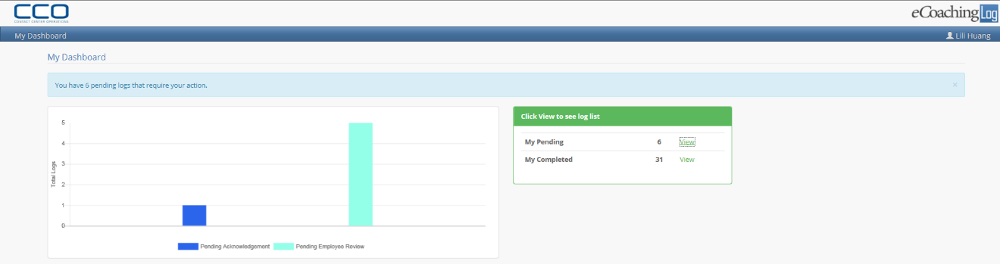 CCO
CONTACT CENTER OPERATIONS
eCoachingLog
My Dashboard
Lili Huang
My Dashboard
You have 6 pending logs that require your action.
×
Click View to see log list
My Pending 6 View
My Completed 31 View
Total Logs
5
4
3
2
1
0
Pending Acknowledgement
Pending Employee Review